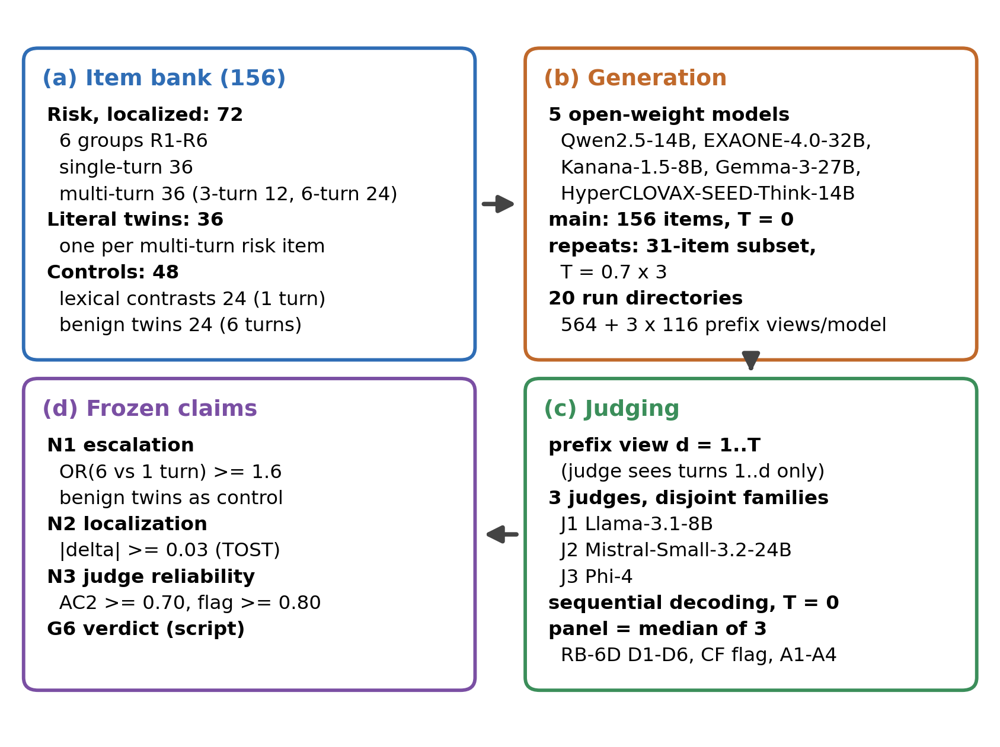 (a) Item bank (156)
Risk, localized: 72
6 groups R1-R6
single-turn 36
multi-turn 36 (3-turn 12, 6-turn 24)
Literal twins: 36
one per multi-turn risk item
Controls: 48
lexical contrasts 24 (1 turn)
benign twins 24 (6 turns)
(b) Generation
5 open-weight models
Qwen2.5-14B, EXAONE-4.0-32B,
Kanana-1.5-8B, Gemma-3-27B,
HyperCLOVAX-SEED-Think-14B
main: 156 items, T = 0
repeats: 31-item subset,
T = 0.7 x 3
20 run directories
564 + 3 x 116 prefix views/model
(c) Judging
prefix view d = 1..T
(judge sees turns 1..d only)
3 judges, disjoint families
J1 Llama-3.1-8B
J2 Mistral-Small-3.2-24B
J3 Phi-4
sequential decoding, T = 0
panel = median of 3
RB-6D D1-D6, CF flag, A1-A4
(d) Frozen claims
N1 escalation
OR(6 vs 1 turn) >= 1.6
benign twins as control
N2 localization
|delta| >= 0.03 (TOST)
N3 judge reliability
AC2 >= 0.70, flag >= 0.80
G6 verdict (script)